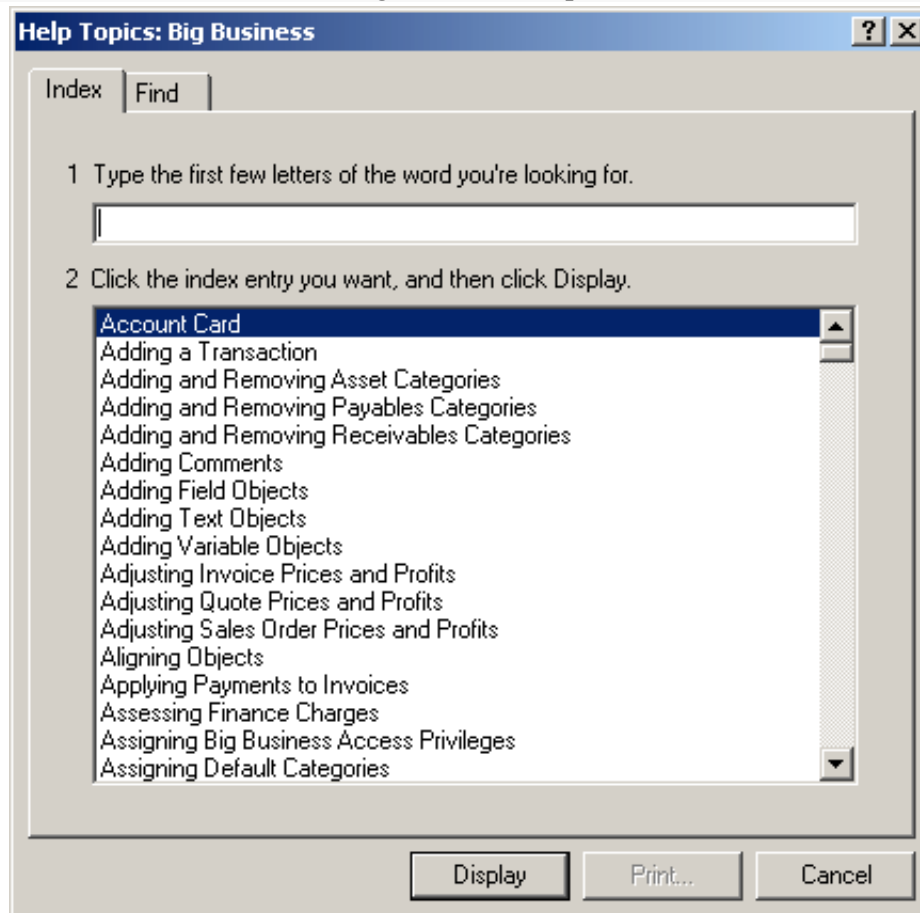 Help Topics: Big Business
Index Find
1 Type the first few letters of the word you're looking for.
2 Click the index entry you want, and then click Display.
Account Card
Adding a Transaction
Adding and Removing Asset Categories
Adding and Removing Payables Categories
Adding and Removing Receivables Categories
Adding Comments
Adding Field Objects
Adding Text Objects
Adding Variable Objects
Adjusting Invoice Prices and Profits
Adjusting Quote Prices and Profits
Adjusting Sales Order Prices and Profits
Aligning Objects
Applying Payments to Invoices
Assessing Finance Charges
Assigning Big Business Access Privileges
Assigning Default Categories
Display Print... Cancel